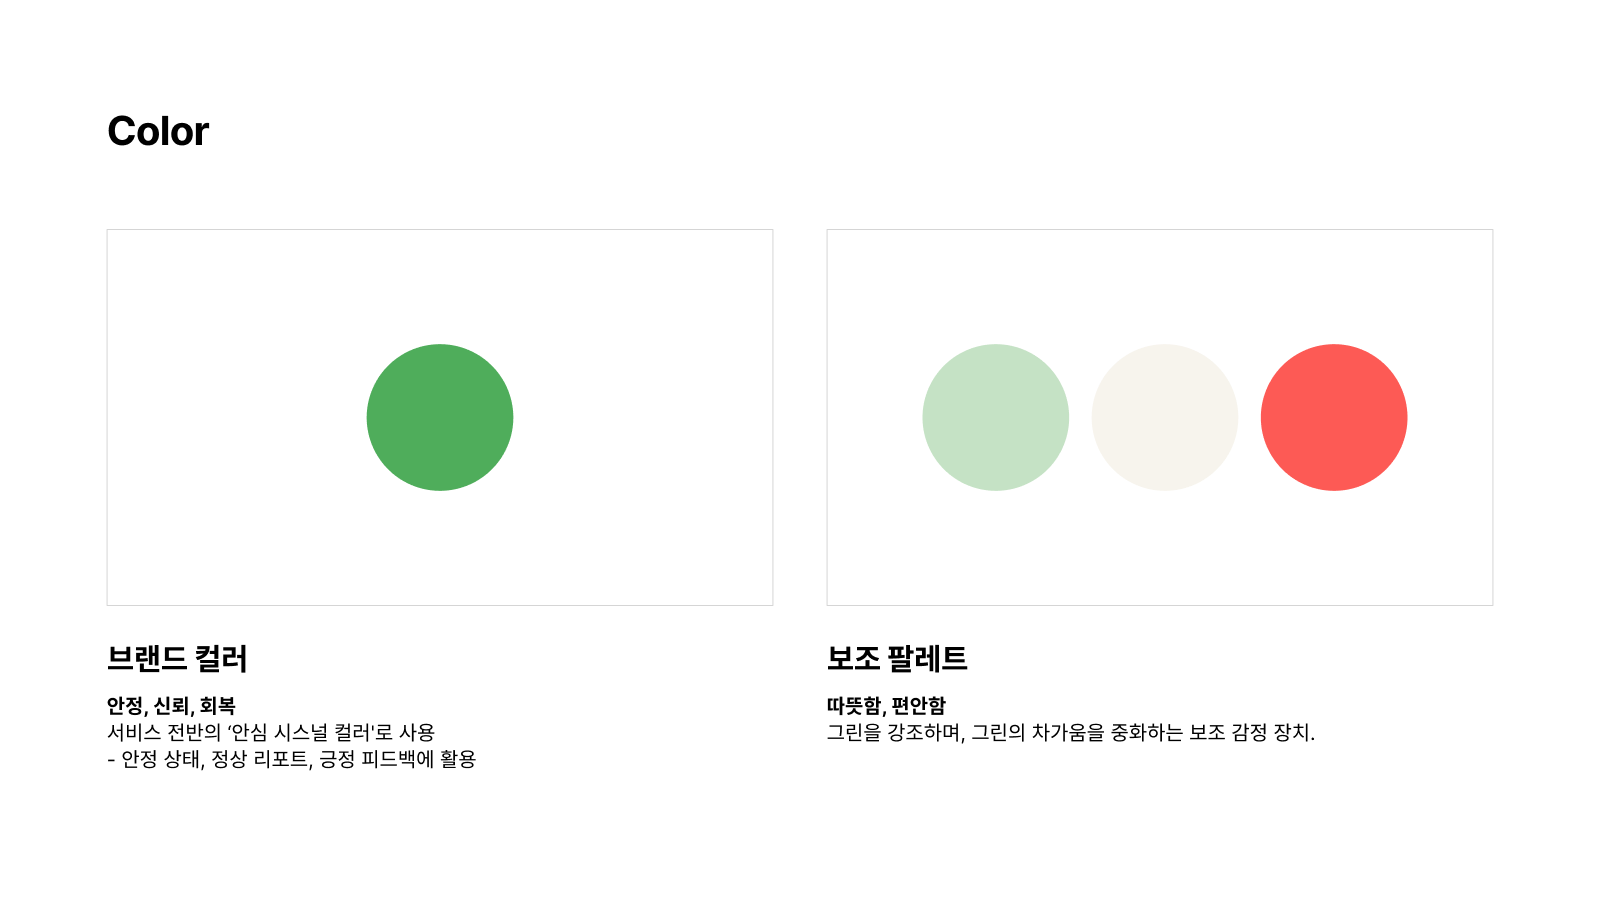 Color
브랜드 컬러
안정, 신뢰, 회복
서비스 전반의 ‘안심 시스널 컬러'로 사용
- 안정 상태, 정상 리포트, 긍정 피드백에 활용
보조 팔레트
따뜻함, 편안함
그린을 강조하며, 그린의 차가움을 중화하는 보조 감정 장치.